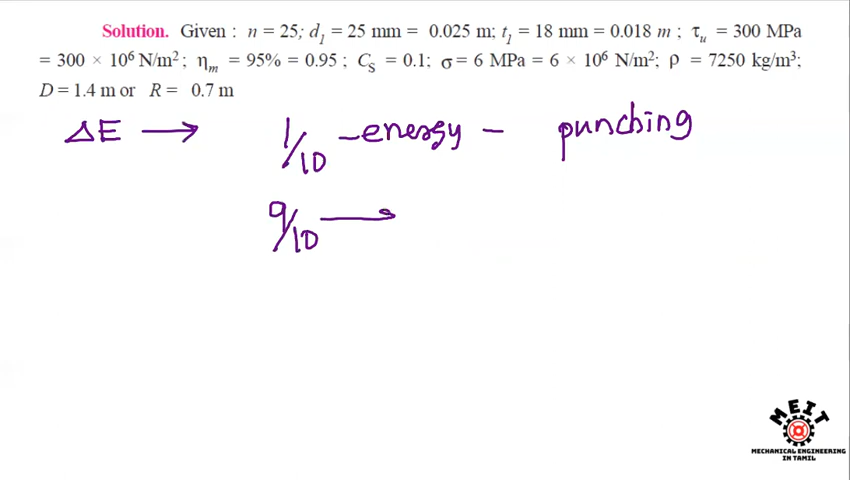 Solution. Given : n = 25; d₁ = 25 mm = 0.025 m; t₁ = 18 mm = 0.018 m ; τᵤ = 300 MPa
= 300 × 10⁶ N/m² ; ηₘ = 95% = 0.95 ; Cₛ = 0.1; σ = 6 MPa = 6 × 10⁶ N/m²; ρ = 7250 kg/m³;
D = 1.4 m or R = 0.7 m
ΔE → 1/10 - energy - punching
9/10 →
MEIT
MECHANICAL ENGINEERING
IN TAMIL